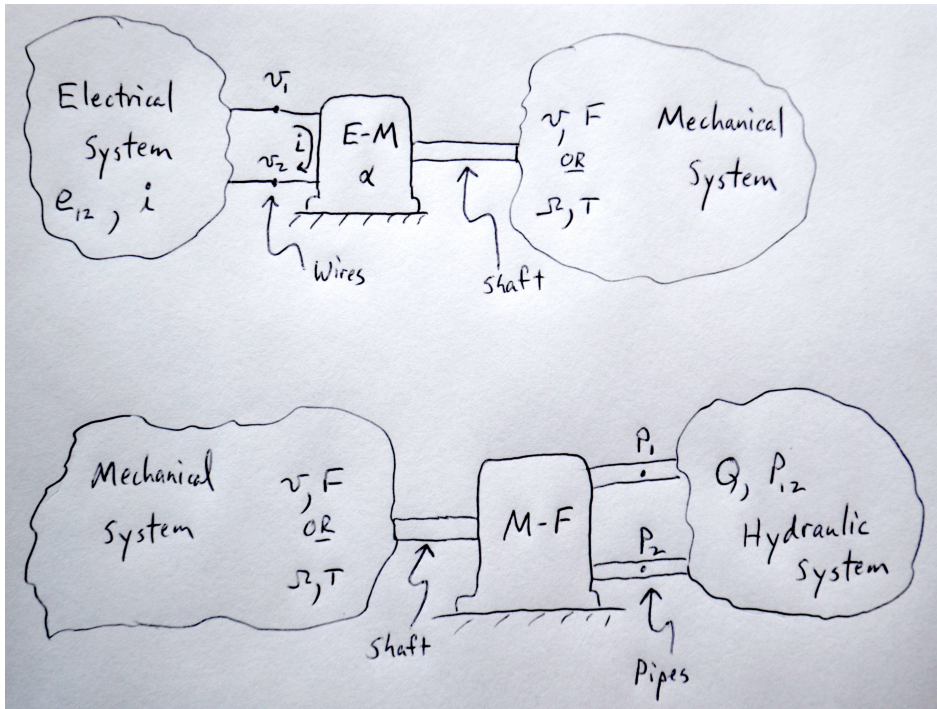 Electrical
System
e₁₂, i
v₁
v₂
i
E-M
α
Wires
Shaft
v, F
OR
Ω, T
Mechanical
System
Mechanical
System
v, F
OR
Ω, T
Shaft
M-F
P₁
P₂
Pipes
Q, P₁₂
Hydraulic
System